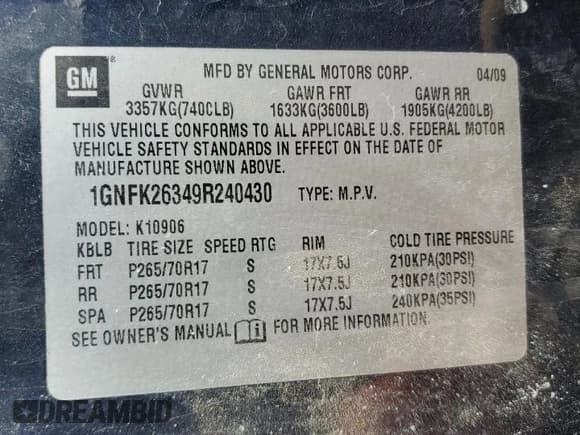 GM ®
MFD BY GENERAL MOTORS CORP. 04/09
GVWR GAWR FRT GAWR RR
3357KG(740CLB) 1633KG(3600LB) 1905KG(4200LB)
THIS VEHICLE CONFORMS TO ALL APPLICABLE U.S. FEDERAL MOTOR
VEHICLE SAFETY STANDARDS IN EFFECT ON THE DATE OF
MANUFACTURE SHOWN ABOVE.
1GNFK26349R240430 TYPE: M.P.V.
MODEL: K10906
KBLB TIRE SIZE SPEED RTG RIM COLD TIRE PRESSURE
FRT P265/70R17 S 17X7.5J 210KPA(30PSI)
RR P265/70R17 S 17X7.5J 210KPA(30PSI)
SPA P265/70R17 S 17X7.5J 240KPA(35PSI)
SEE OWNER'S MANUAL i FOR MORE INFORMATION.
DREAMBID